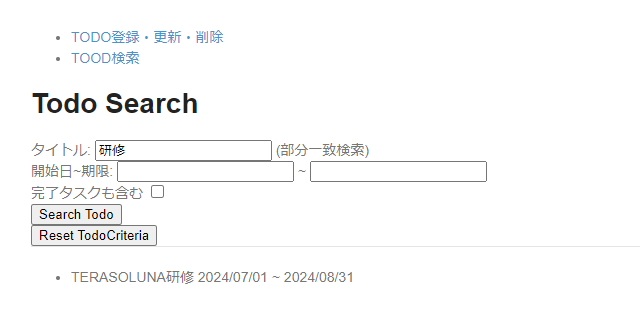 TODO登録・更新・削除
TOOD検索
Todo Search
タイトル: 研修 (部分一致検索)
開始日~期限: ~
完了タスクも含む
Search Todo
Reset TodoCriteria
TERASOLUNA研修 2024/07/01 ~ 2024/08/31